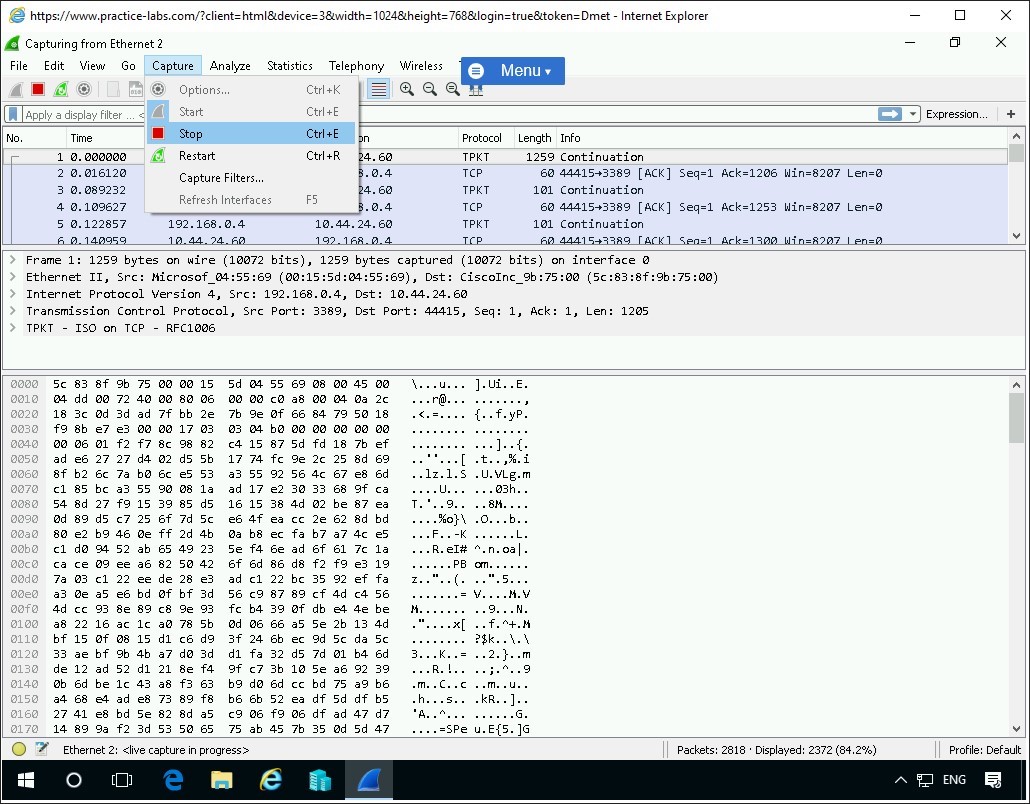 https://www.practice-labs.com/?client=html&device=3&width=1024&height=768&login=true&token=Dmet - Internet Explorer
Capturing from Ethernet 2
File Edit View Go Capture Analyze Statistics Telephony Wireless
Menu
Options... Ctrl+K
Start Ctrl+E
Stop Ctrl+E
Restart Ctrl+R
Capture Filters...
Refresh Interfaces F5
Apply a display filter ... Expression... +
No. Time Protocol Length Info
1 0.000000 24.60 TPKT 1259 Continuation
2 0.016120 0.4 TCP 60 44415→3389 [ACK] Seq=1 Ack=1206 Win=8207 Len=0
3 0.089232 24.60 TPKT 101 Continuation
4 0.109627 0.4 TCP 60 44415→3389 [ACK] Seq=1 Ack=1253 Win=8207 Len=0
5 0.122857 192.168.0.4 10.44.24.60 TPKT 101 Continuation
6 0.140959 10.44.24.60 192.168.0.4 TCP 60 44415→3389 [ACK] Seq=1 Ack=1300 Win=8207 Len=0
Frame 1: 1259 bytes on wire (10072 bits), 1259 bytes captured (10072 bits) on interface 0
Ethernet II, Src: Microsof_04:55:69 (00:15:5d:04:55:69), Dst: CiscoInc_9b:75:00 (5c:83:8f:9b:75:00)
Internet Protocol Version 4, Src: 192.168.0.4, Dst: 10.44.24.60
Transmission Control Protocol, Src Port: 3389, Dst Port: 44415, Seq: 1, Ack: 1, Len: 1205
TPKT - ISO on TCP - RFC1006
0000 5c 83 8f 9b 75 00 00 15 5d 04 55 69 08 00 45 00 \...u... ].Ui..E.
0010 04 dd 00 72 40 00 80 06 00 00 c0 a8 00 04 0a 2c ...r@... .......,
0020 18 3c 0d 3d ad 7f bb 2e 7b 9e 0f 66 84 79 50 18 .<.=.... {..f.yP.
0030 f9 8b e7 e3 00 00 17 03 03 04 b0 00 00 00 00 00 ........ ........
0040 00 06 01 f2 f7 8c 98 82 c4 15 87 5d fd 18 7b ef ........ ...]..{.
0050 ad e6 27 27 d4 02 d5 5b 17 74 fc 9e 2c 25 8d 69 ..''...[ .t..,%.i
0060 8f b2 6c 7a b0 6c e5 53 a3 55 92 56 4c 67 e8 6d ..lz.l.S .U.VLg.m
0070 c1 85 bc a3 55 90 08 1a ad 17 e2 30 33 68 9f ca ....U... ...03h..
0080 54 8d 27 f9 15 39 85 d5 16 15 38 4d 02 be 87 ea T.'..9.. ..8M....
0090 0d 89 d5 c7 25 6f 7d 5c e6 4f ea cc 2e 62 8d bd ....%o}\ .O...b..
00a0 80 e2 b9 46 0e ff 2d 4b 0a b8 ec fa b7 a7 4c e5 ...F..-K ......L.
00b0 c1 d0 94 52 ab 65 49 23 5e f4 6e ad 6f 61 7c 1a ...R.eI# ^.n.oa|.
00c0 ca ce 09 ee a6 82 50 42 6f 6d 86 d8 f2 f9 e3 19 ......PB om......
00d0 7a 03 c1 22 ee de 28 e3 ad c1 22 bc 35 92 ef fa z.."..(. ..".5...
00e0 a3 0e a5 e6 bd 0f bf 3d 56 c9 87 89 cf 4d c4 56 .......= V....M.V
00f0 4d cc 93 8e 89 c8 9e 93 fc b4 39 0f db e4 4e be M....... ..9...N.
0100 a8 22 16 ac 1c a0 78 5b 0d 06 66 a5 5e 2b 13 4d ."....x[ ..f.^+.M
0110 bf 15 0f 08 15 d1 c6 d9 3f 24 6b ec 9d 5c da 5c ........ ?$k..\.\
0120 33 ae bf 9b 4b a7 d0 3d d1 fa 32 d5 7d 01 b4 6d 3...K..= ..2.}..m
0130 de 12 ad 52 d1 21 8e f4 9f c7 3b 10 5e a6 92 39 ...R.!.. ..;.^..9
0140 0b 6d be 1c 43 a8 f3 63 b9 d0 6d cc bd 75 a9 b6 .m..C..c ..m..u..
0150 a4 68 e4 ad e8 73 89 f8 b6 6b 52 ea df 5d df b5 .h...s.. .kR..]..
0160 27 41 e8 bd 5e 82 8d a5 c9 06 f9 06 df ad 47 d7 'A..^... ......G.
0170 14 89 9a f3 2d 53 50 65 75 ab 45 7b 35 0d 5d 47 ....-SPe u.E{5.]G
Ethernet 2: <live capture in progress> Packets: 2818 · Displayed: 2372 (84.2%) Profile: Default
ENG